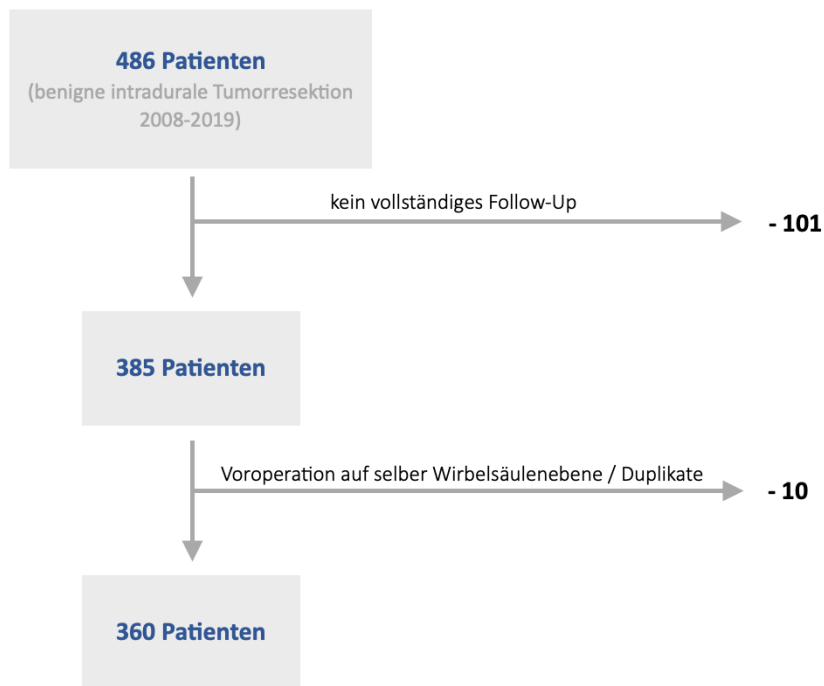 486 Patienten
(benigne intradurale Tumorresektion
2008-2019)
kein vollständiges Follow-Up
- 101
385 Patienten
Voroperation auf selber Wirbelsäulenebene / Duplikate
- 10
360 Patienten